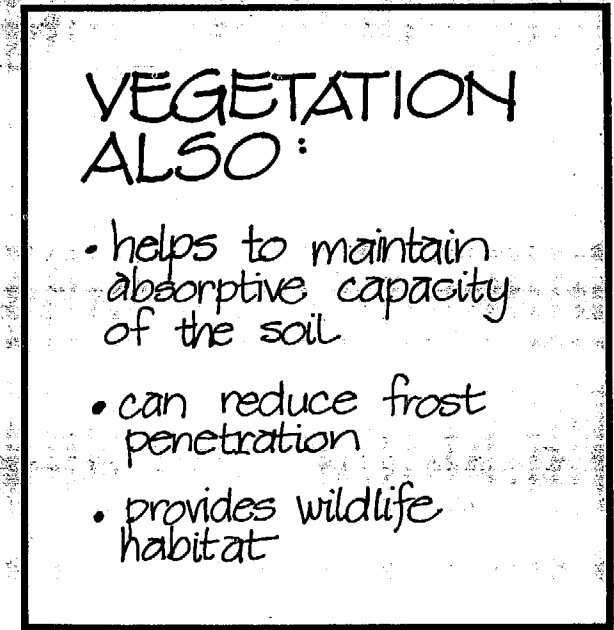 VEGETATION
ALSO:
• helps to maintain
absorptive capacity
of the soil
• can reduce frost
penetration
• provides wildlife
habitat